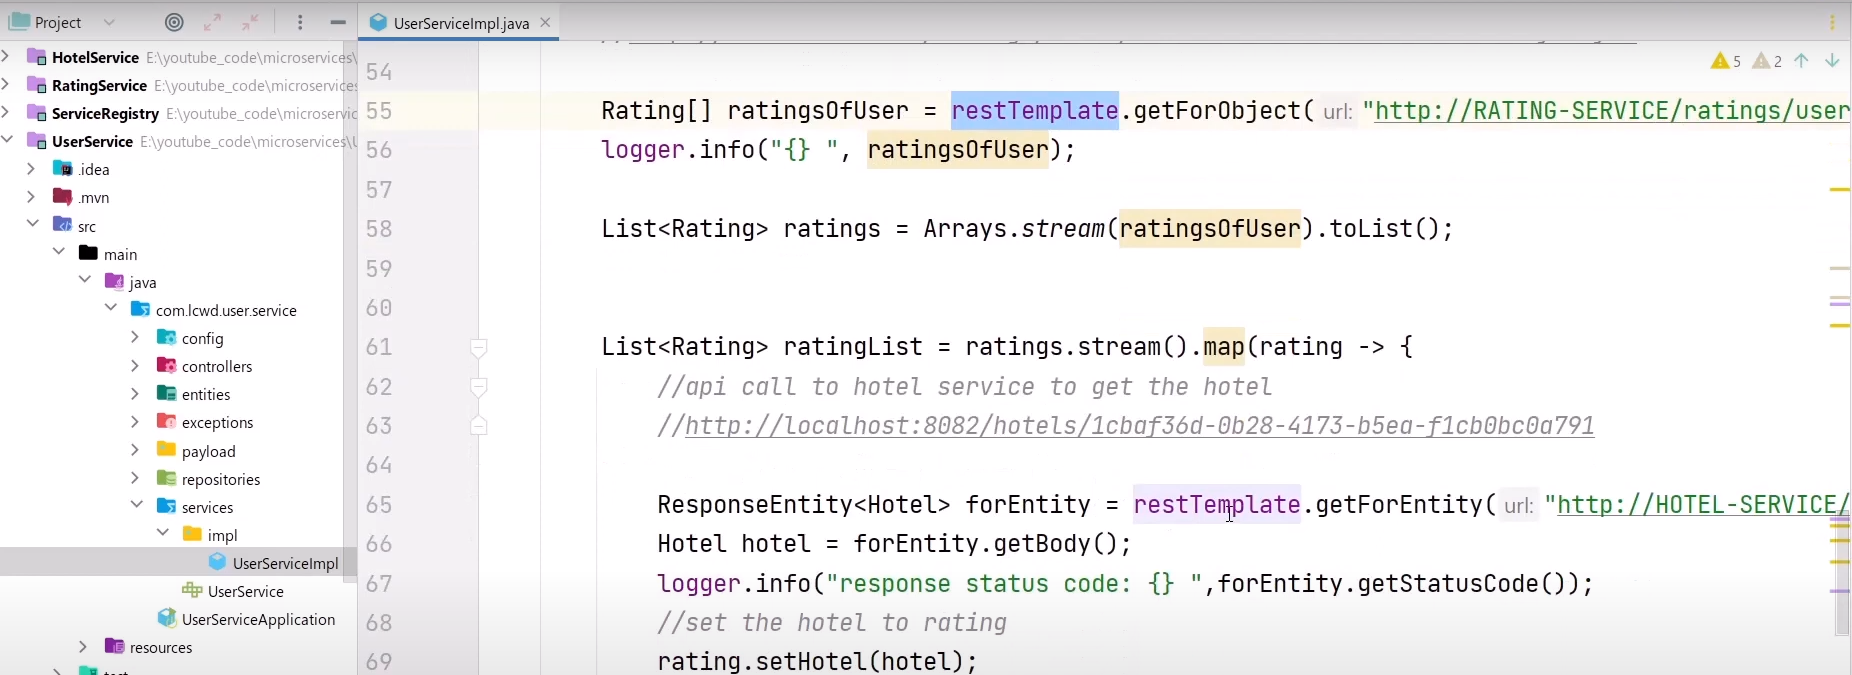 Project
UserServiceImpl.java
HotelService E:\youtube_code\microservices\
RatingService E:\youtube_code\microservices
ServiceRegistry E:\youtube_code\microservic
UserService E:\youtube_code\microservices\U
.idea
.mvn
src
main
java
com.lcwd.user.service
config
controllers
entities
exceptions
payload
repositories
services
impl
UserServiceImpl
UserService
UserServiceApplication
resources
test
5 2
54
55 Rating[] ratingsOfUser = restTemplate.getForObject( url: "http://RATING-SERVICE/ratings/user
56 logger.info("{} ", ratingsOfUser);
57
58 List<Rating> ratings = Arrays.stream(ratingsOfUser).toList();
59
60
61 List<Rating> ratingList = ratings.stream().map(rating -> {
62 //api call to hotel service to get the hotel
63 //http://localhost:8082/hotels/1cbaf36d-0b28-4173-b5ea-f1cb0bc0a791
64
65 ResponseEntity<Hotel> forEntity = restTemplate.getForEntity( url: "http://HOTEL-SERVICE/
66 Hotel hotel = forEntity.getBody();
67 logger.info("response status code: {} ",forEntity.getStatusCode());
68 //set the hotel to rating
69 rating.setHotel(hotel);